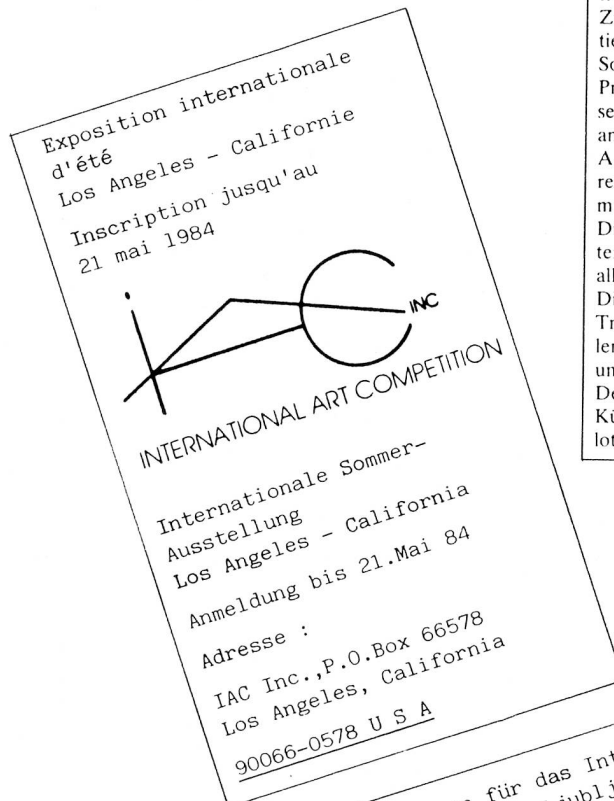 Exposition internationale
d'été
Los Angeles - Californie
Inscription jusqu'au
21 mai 1984
iAC INC
INTERNATIONAL ART COMPETITION
Internationale Sommer-
Ausstellung
Los Angeles - California
Anmeldung bis 21.Mai 84
Adresse :
IAC Inc.,P.O.Box 66578
Los Angeles, California
90066-0578 U S A
für das Int